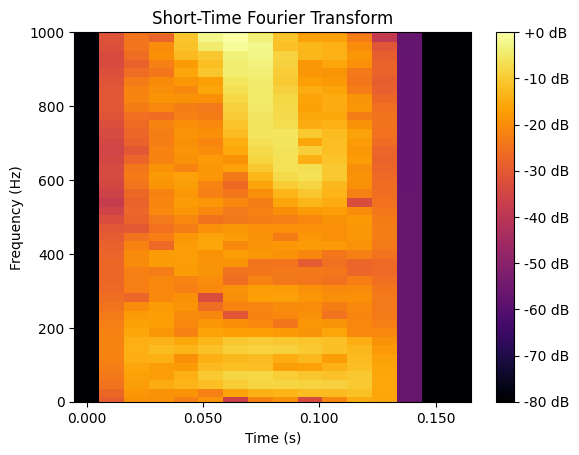 Short-Time Fourier Transform
Frequency (Hz)
1000
800
600
400
200
0
0.000
0.050
0.100
0.150
Time (s)
+0 dB
-10 dB
-20 dB
-30 dB
-40 dB
-50 dB
-60 dB
-70 dB
-80 dB